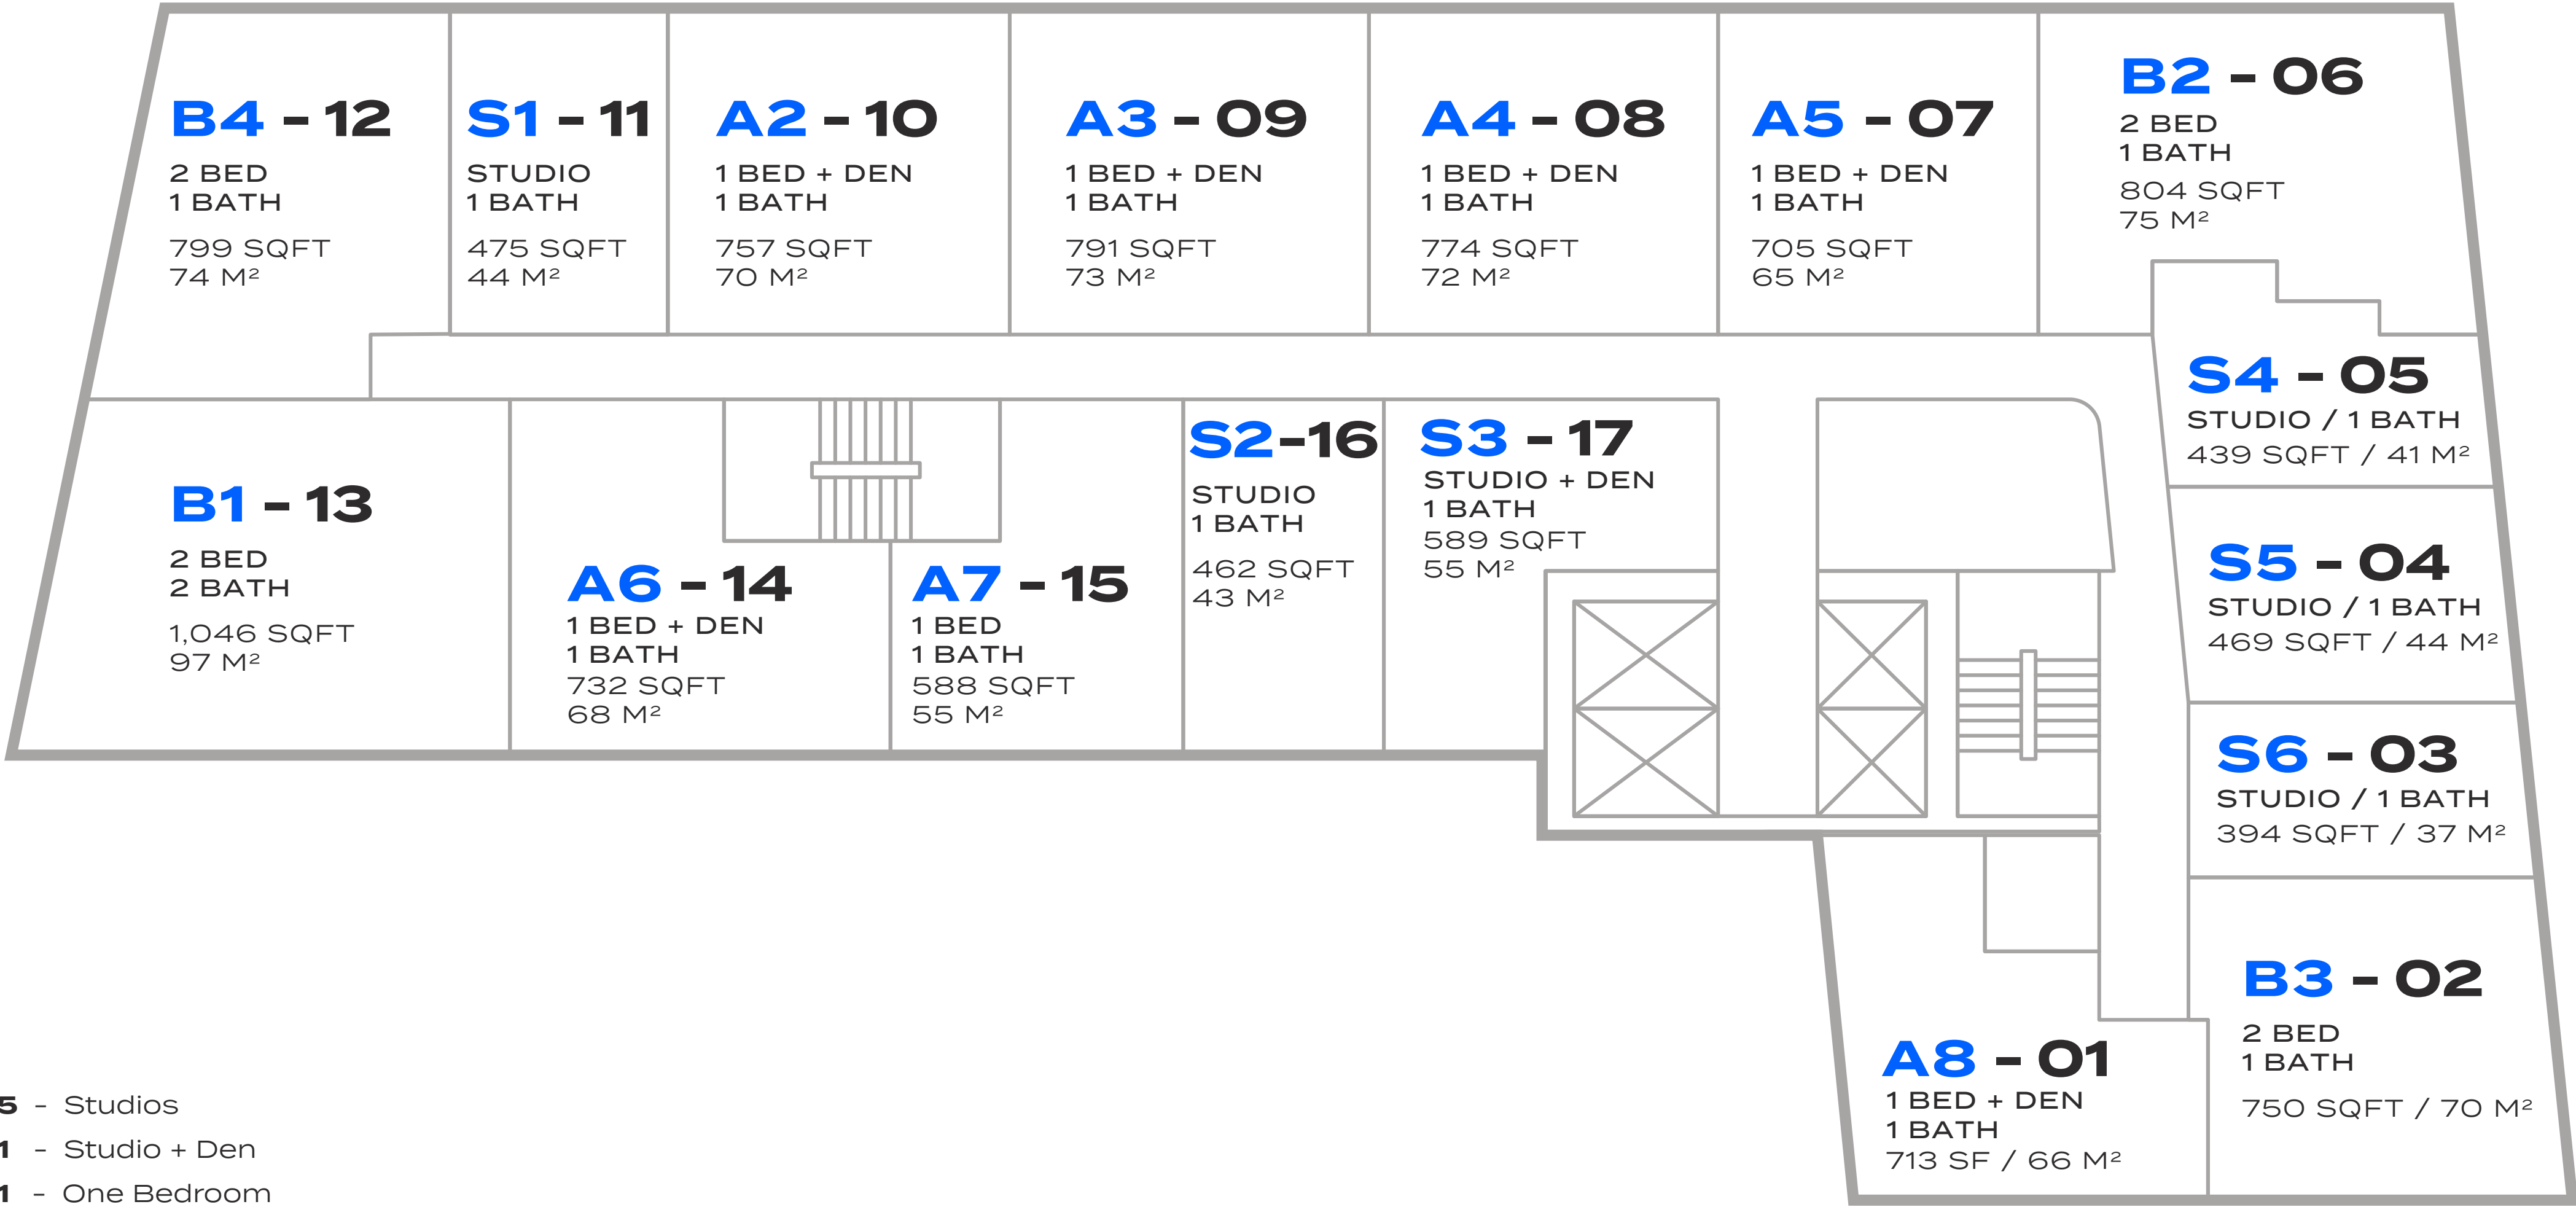 B4 - 12
2 BED
1 BATH
799 SQFT
74 M²
S1 - 11
STUDIO
1 BATH
475 SQFT
44 M²
A2 - 10
1 BED + DEN
1 BATH
757 SQFT
70 M²
A3 - 09
1 BED + DEN
1 BATH
791 SQFT
73 M²
A4 - 08
1 BED + DEN
1 BATH
774 SQFT
72 M²
A5 - 07
1 BED + DEN
1 BATH
705 SQFT
65 M²
B2 - 06
2 BED
1 BATH
804 SQFT
75 M²
S4 - 05
STUDIO / 1 BATH
439 SQFT / 41 M²
B1 - 13
2 BED
2 BATH
1,046 SQFT
97 M²
A6 - 14
1 BED + DEN
1 BATH
732 SQFT
68 M²
A7 - 15
1 BED
1 BATH
588 SQFT
55 M²
S2-16
STUDIO
1 BATH
462 SQFT
43 M²
S3 - 17
STUDIO + DEN
1 BATH
589 SQFT
55 M²
S5 - 04
STUDIO / 1 BATH
469 SQFT / 44 M²
S6 - 03
STUDIO / 1 BATH
394 SQFT / 37 M²
B3 - 02
2 BED
1 BATH
750 SQFT / 70 M²
A8 - 01
1 BED + DEN
1 BATH
713 SF / 66 M²
5 - Studios
1 - Studio + Den
1 - One Bedroom